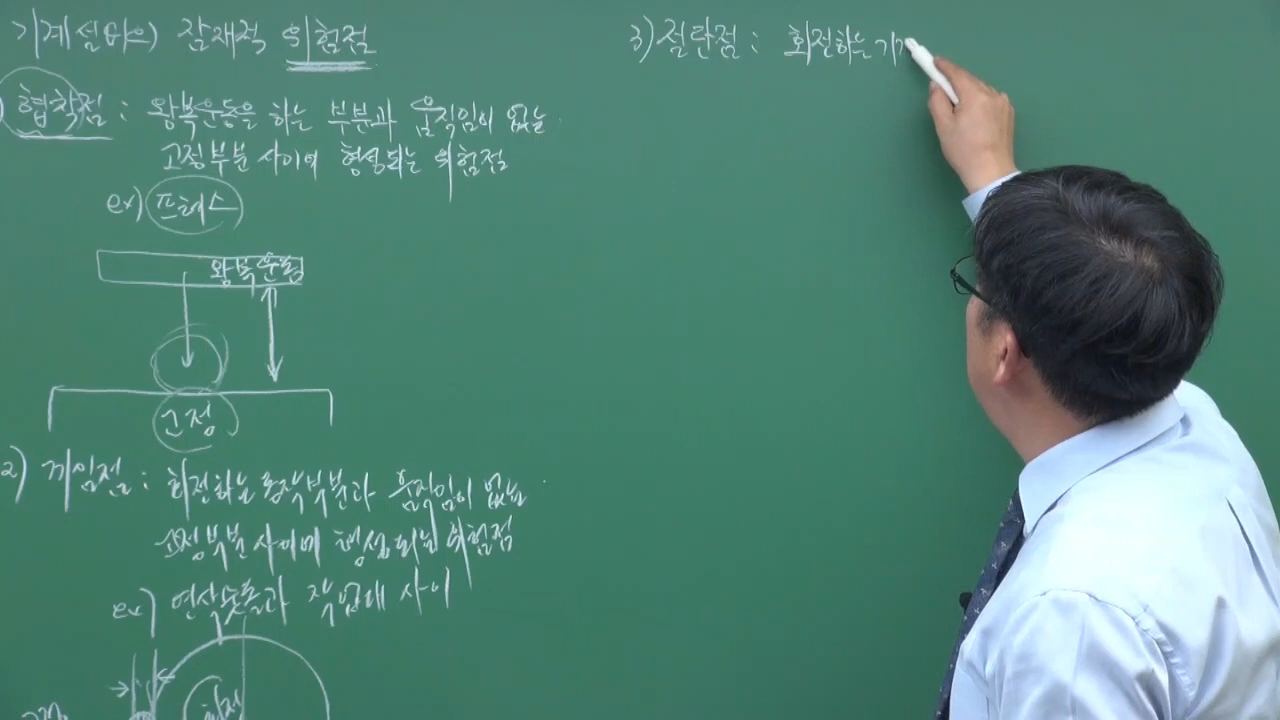 기계설비의 잠재적 위험점
협착점 : 왕복운동을 하는 부분과 움직임이 없는
고정부분 사이에 형성되는 위험점
ex) 프레스
왕복운동
고정
2) 끼임점 : 회전하는 동작부분과 움직임이 없는
고정부분 사이에 형성되는 위험점
ex) 연삭숫돌과 작업대 사이
회전
3) 절단점 : 회전하는 기